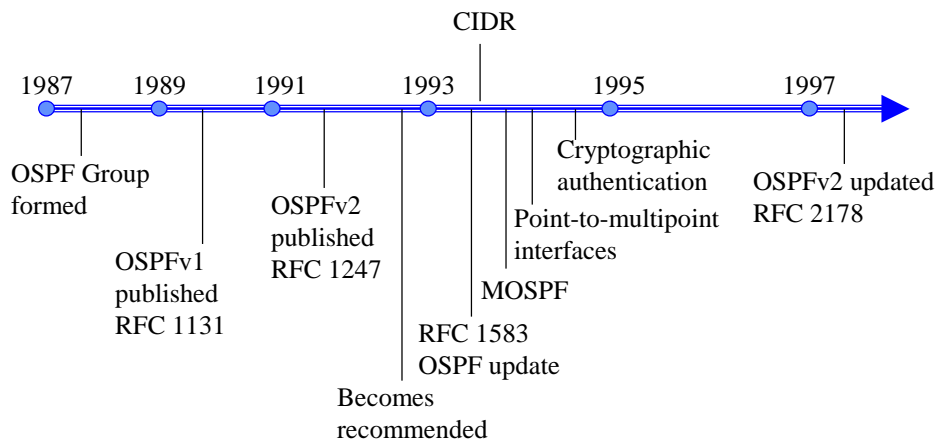 CIDR
1987
1989
1991
1993
1995
1997
OSPF Group
formed
OSPFv1
published
RFC 1131
OSPFv2
published
RFC 1247
Becomes
recommended
RFC 1583
OSPF update
MOSPF
Point-to-multipoint
interfaces
Cryptographic
authentication
OSPFv2 updated
RFC 2178